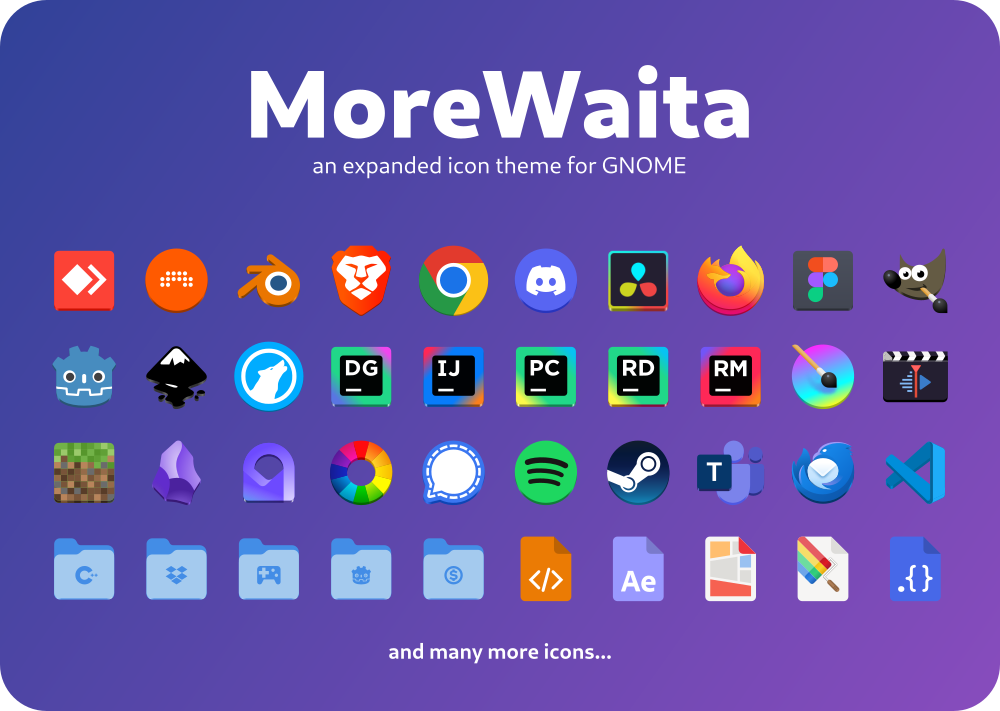 MoreWaita
an expanded icon theme for GNOME
DG
IJ
PC
RD
RM
T
C++
$
</>
Ae
.{}
and many more icons...